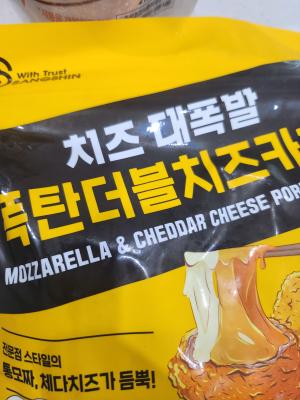 With Trust
SANGSHIN
치즈 대폭발
폭탄더블치즈카
MOZZARELLA & CHEDDAR CHEESE POR
전문점 스타일의
통모짜, 체다치즈가 듬뿍!